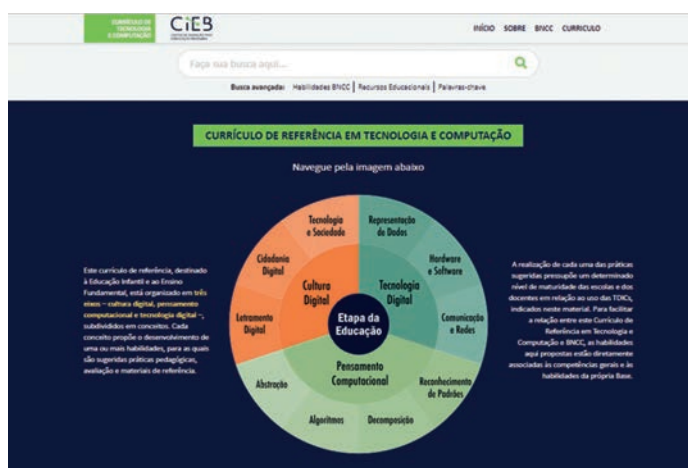 CURRÍCULO DE
TECNOLOGIA
E COMPUTAÇÃO
CIEB
INÍCIO SOBRE BNCC CURRICULO
Faça sua busca aqui...
Busca avançada: Habilidades BNCC | Recursos Educacionais | Palavras-chave
CURRÍCULO DE REFERÊNCIA EM TECNOLOGIA E COMPUTAÇÃO
Navegue pela imagem abaixo
Este currículo de referência, destinado
à Educação Infantil e ao Ensino
Fundamental, está organizado em três
eixos – cultura digital, pensamento
computacional e tecnologia digital –,
subdivididos em conceitos. Cada
conceito propõe o desenvolvimento de
uma ou mais habilidades, para as quais
são sugeridas práticas pedagógicas,
avaliação e materiais de referência.
Tecnologia
e Sociedade
Cidadania
Digital
Letramento
Digital
Cultura
Digital
Representação
de Dados
Hardware
e Software
Comunicação
e Redes
Tecnologia
Digital
Etapa da
Educação
Pensamento
Computacional
Abstração
Algoritmos
Decomposição
Reconhecimento
de Padrões
A realização de cada uma das práticas
sugeridas pressupõe um determinado
nível de maturidade das escolas e dos
docentes em relação ao uso das TDICs,
indicados neste material. Para facilitar
a relação entre este Currículo de
Referência em Tecnologia e
Computação e BNCC, as habilidades
aqui propostas estão diretamente
associadas às competências gerais e às
habilidades da própria Base.